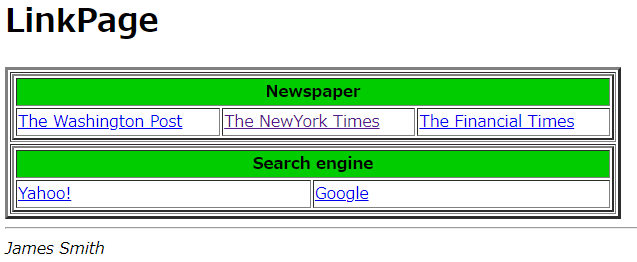 LinkPage
Newspaper
The Washington Post The NewYork Times The Financial Times
Search engine
Yahoo! Google
James Smith